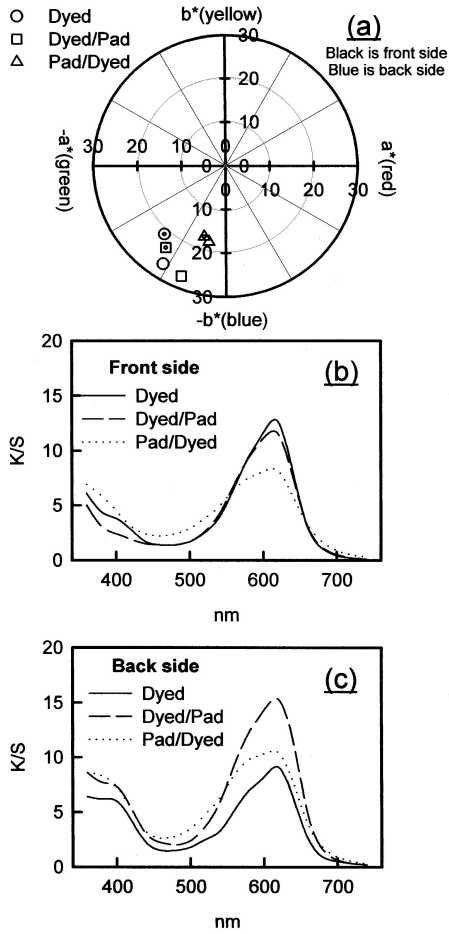 Dyed
Dyed/Pad
Pad/Dyed
b*(yellow)
(a)
Black is front side
Blue is back side
30
20
10
30 20 10 0
0
-a*(green)
a*(red)
0 10 20 30
0
10
20
30
-b*(blue)
20
15
10
5
0
K/S
Front side
Dyed
Dyed/Pad
Pad/Dyed
(b)
400 500 600 700
nm
20
15
10
5
0
K/S
Back side
Dyed
Dyed/Pad
Pad/Dyed
(c)
400 500 600 700
nm